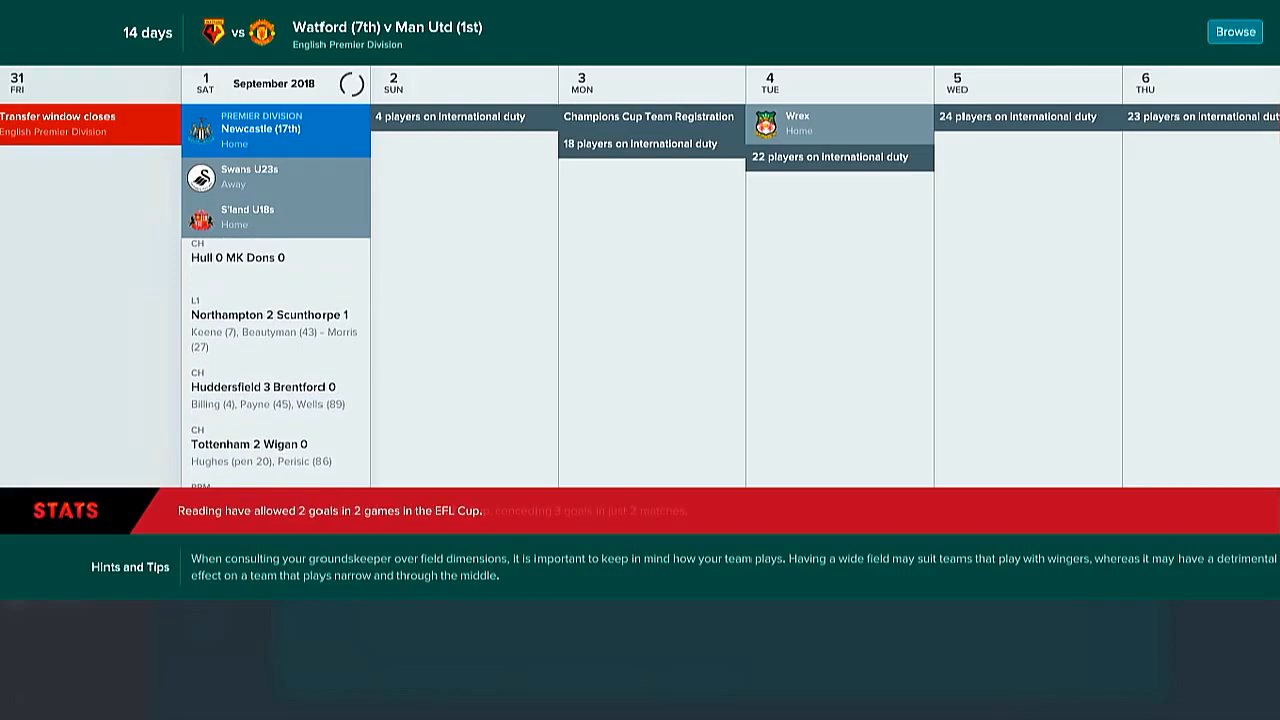 14 days
vs
Watford (7th) v Man Utd (1st)
English Premier Division
Browse
31
FRI
1
SAT
September 2018
2
SUN
3
MON
4
TUE
5
WED
6
THU
Transfer window closes
English Premier Division
PREMIER DIVISION
Newcastle (17th)
Home
Swans U23s
Away
S'land U18s
Home
CH
Hull 0 MK Dons 0
L1
Northampton 2 Scunthorpe 1
Keene (7), Beautyman (43) - Morris
(27)
CH
Huddersfield 3 Brentford 0
Billing (4), Payne (45), Wells (89)
CH
Tottenham 2 Wigan 0
Hughes (pen 20), Perisic (86)
4 players on international duty
Champions Cup Team Registration
18 players on international duty
Wrex
Home
22 players on international duty
24 players on international duty
23 players on international dut
STATS
Reading have allowed 2 goals in 2 games in the EFL Cup. conceding 3 goals in just 2 matches.
Hints and Tips
When consulting your groundskeeper over field dimensions, it is important to keep in mind how your team plays. Having a wide field may suit teams that play with wingers, whereas it may have a detrimental
effect on a team that plays narrow and through the middle.